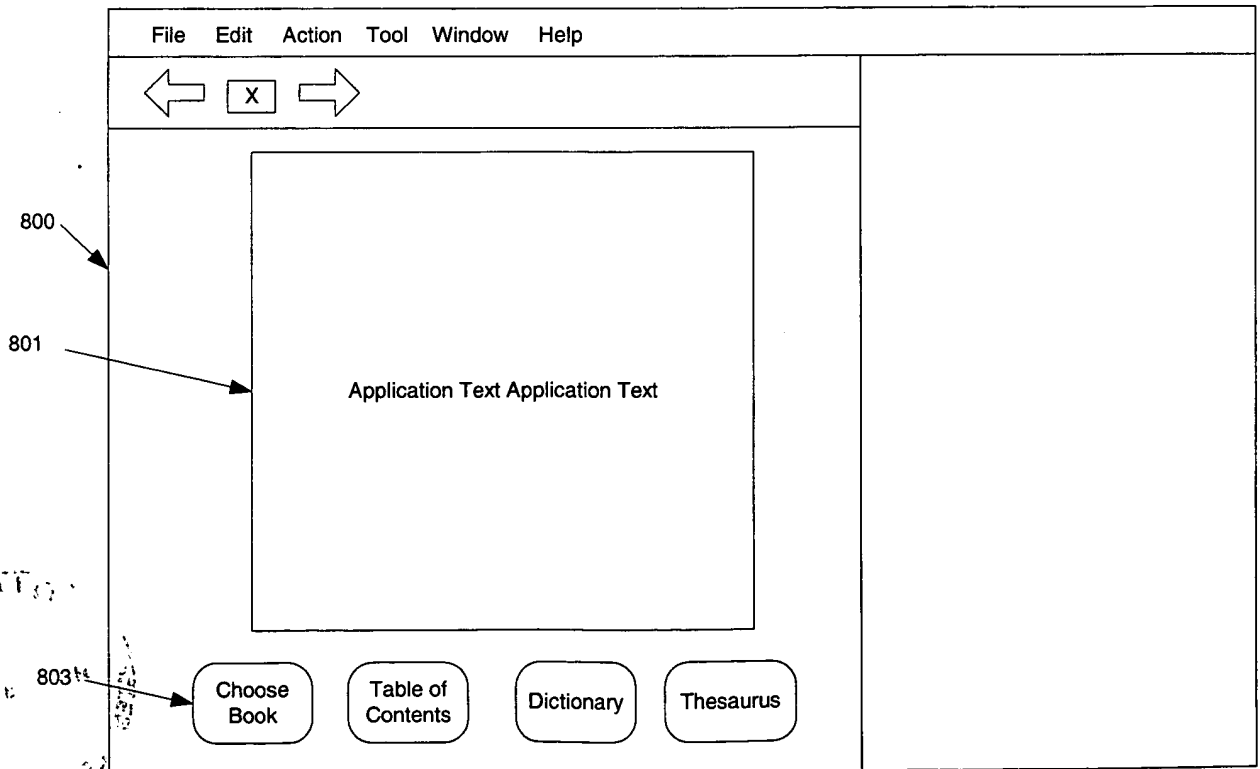 File Edit Action Tool Window Help
X
800
801
Application Text Application Text
803
Choose
Book
Table of
Contents
Dictionary
Thesaurus